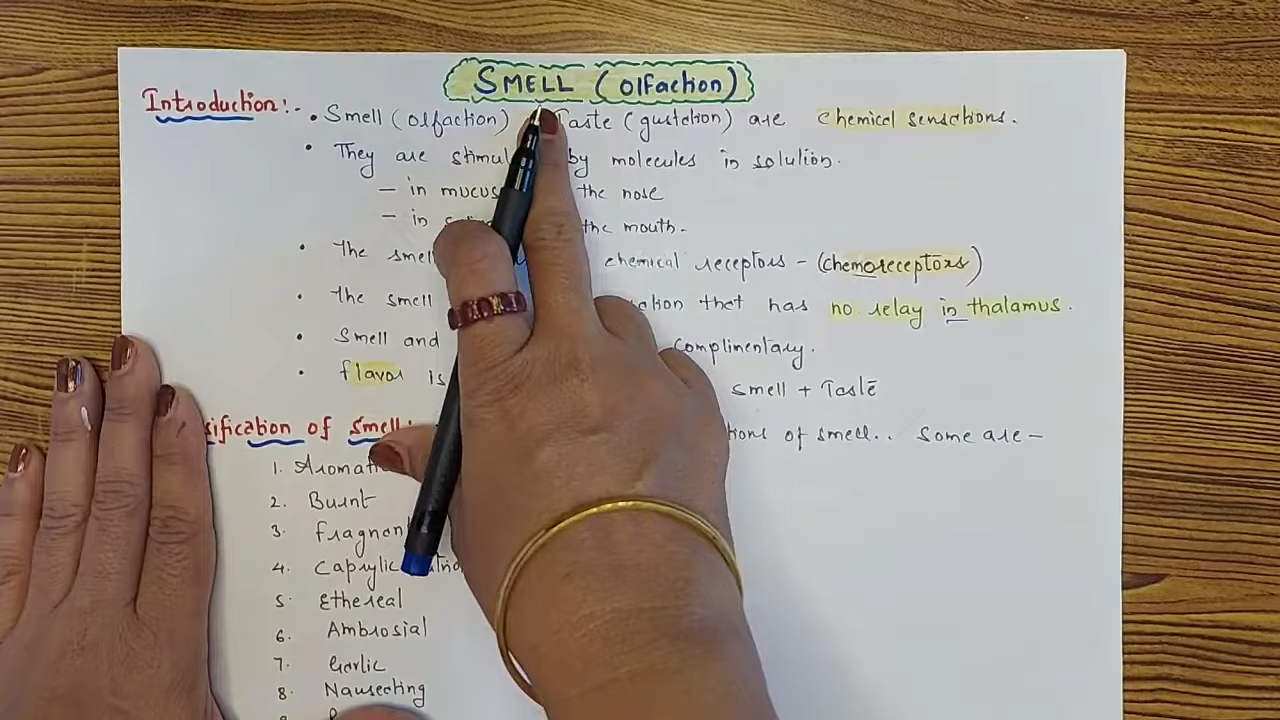 SMELL (Olfaction)
Introduction:-
• Smell (olfaction) Taste (gustation) are chemical sensations.
• They are by molecules in solution.
– in mucus the nose
– in the mouth.
• The smell chemical receptors – (chemoreceptors)
• The smell that has no relay in thalamus.
• Smell and complimentary.
• flavor is smell + Taste
of smell: of smell.. Some are –
1. Aromatic
2. Burnt
3. fragnant
4. Caprylic
5. Ethereal
6. Ambrosial
7. Garlic
8. Nauseating